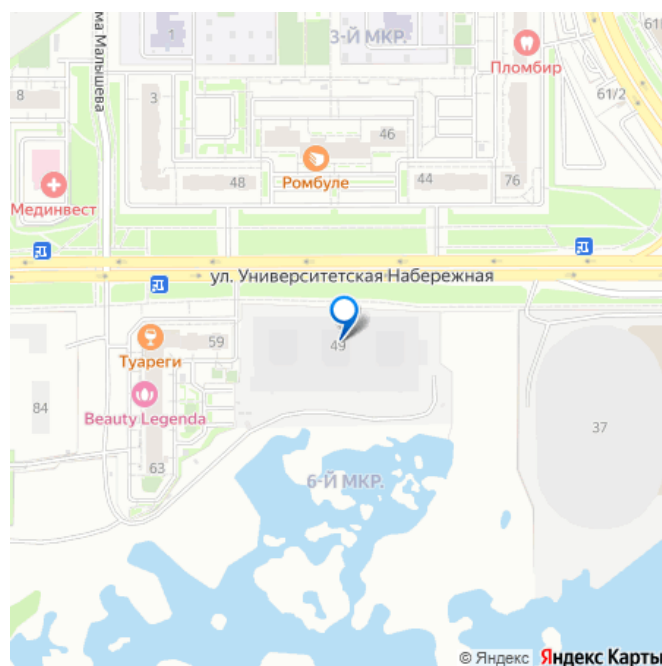 1
3-Й МКР.
Пломбир
61/2
ма Малышева
8
3
46
Ромбуле
Мединвест
48
44
76
ул. Университетская Набережная
59
49
Туареги
84
Beauty Legenda
37
63
6-Й МКР.
© Яндекс Яндекс Карты